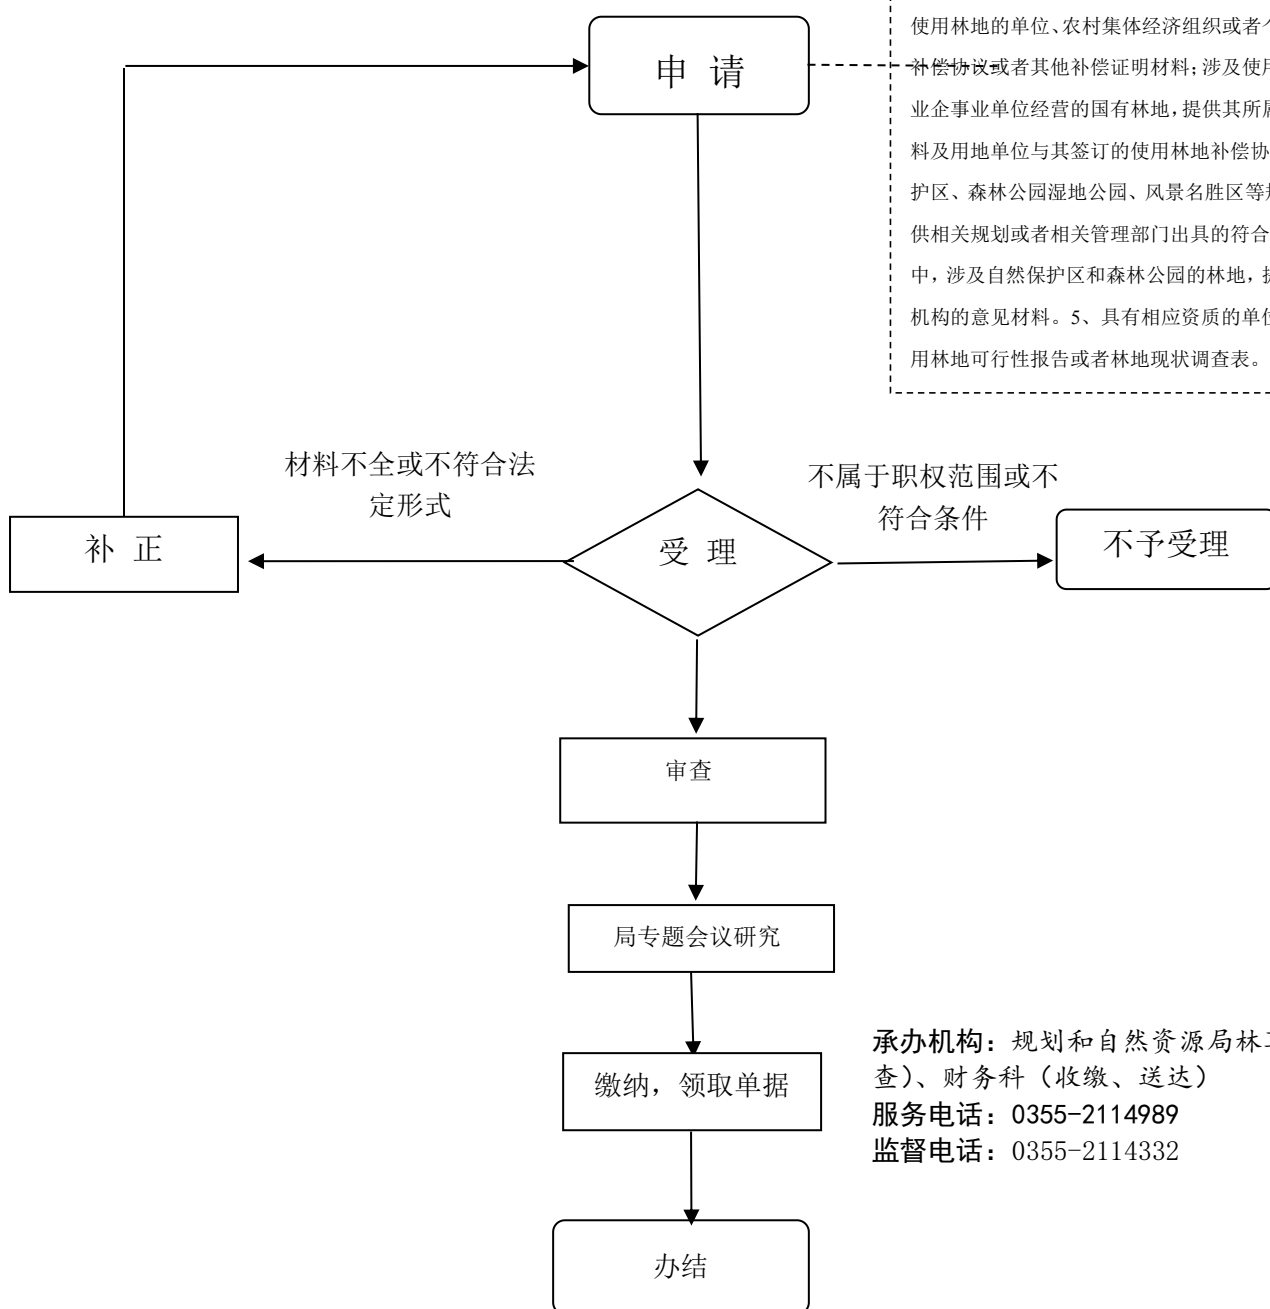 申 请
使用林地的单位、农村集体经济组织或者
补偿协议或者其他补偿证明材料；涉及使用
业企事业单位经营的国有林地，提供其所属
料及用地单位与其签订的使用林地补偿协
护区、森林公园湿地公园、风景名胜区等规
供相关规划或者相关管理部门出具的符合
中，涉及自然保护区和森林公园的林地，提
机构的意见材料。5、具有相应资质的单位
用林地可行性报告或者林地现状调查表。
材料不全或不符合法
定形式
不属于职权范围或不
符合条件
补 正
受 理
不予受理
审查
局专题会议研究
缴纳，领取单据
承办机构：规划和自然资源局林
查）、财务科（收缴、送达）
服务电话：0355-2114989
监督电话：0355-2114332
办结